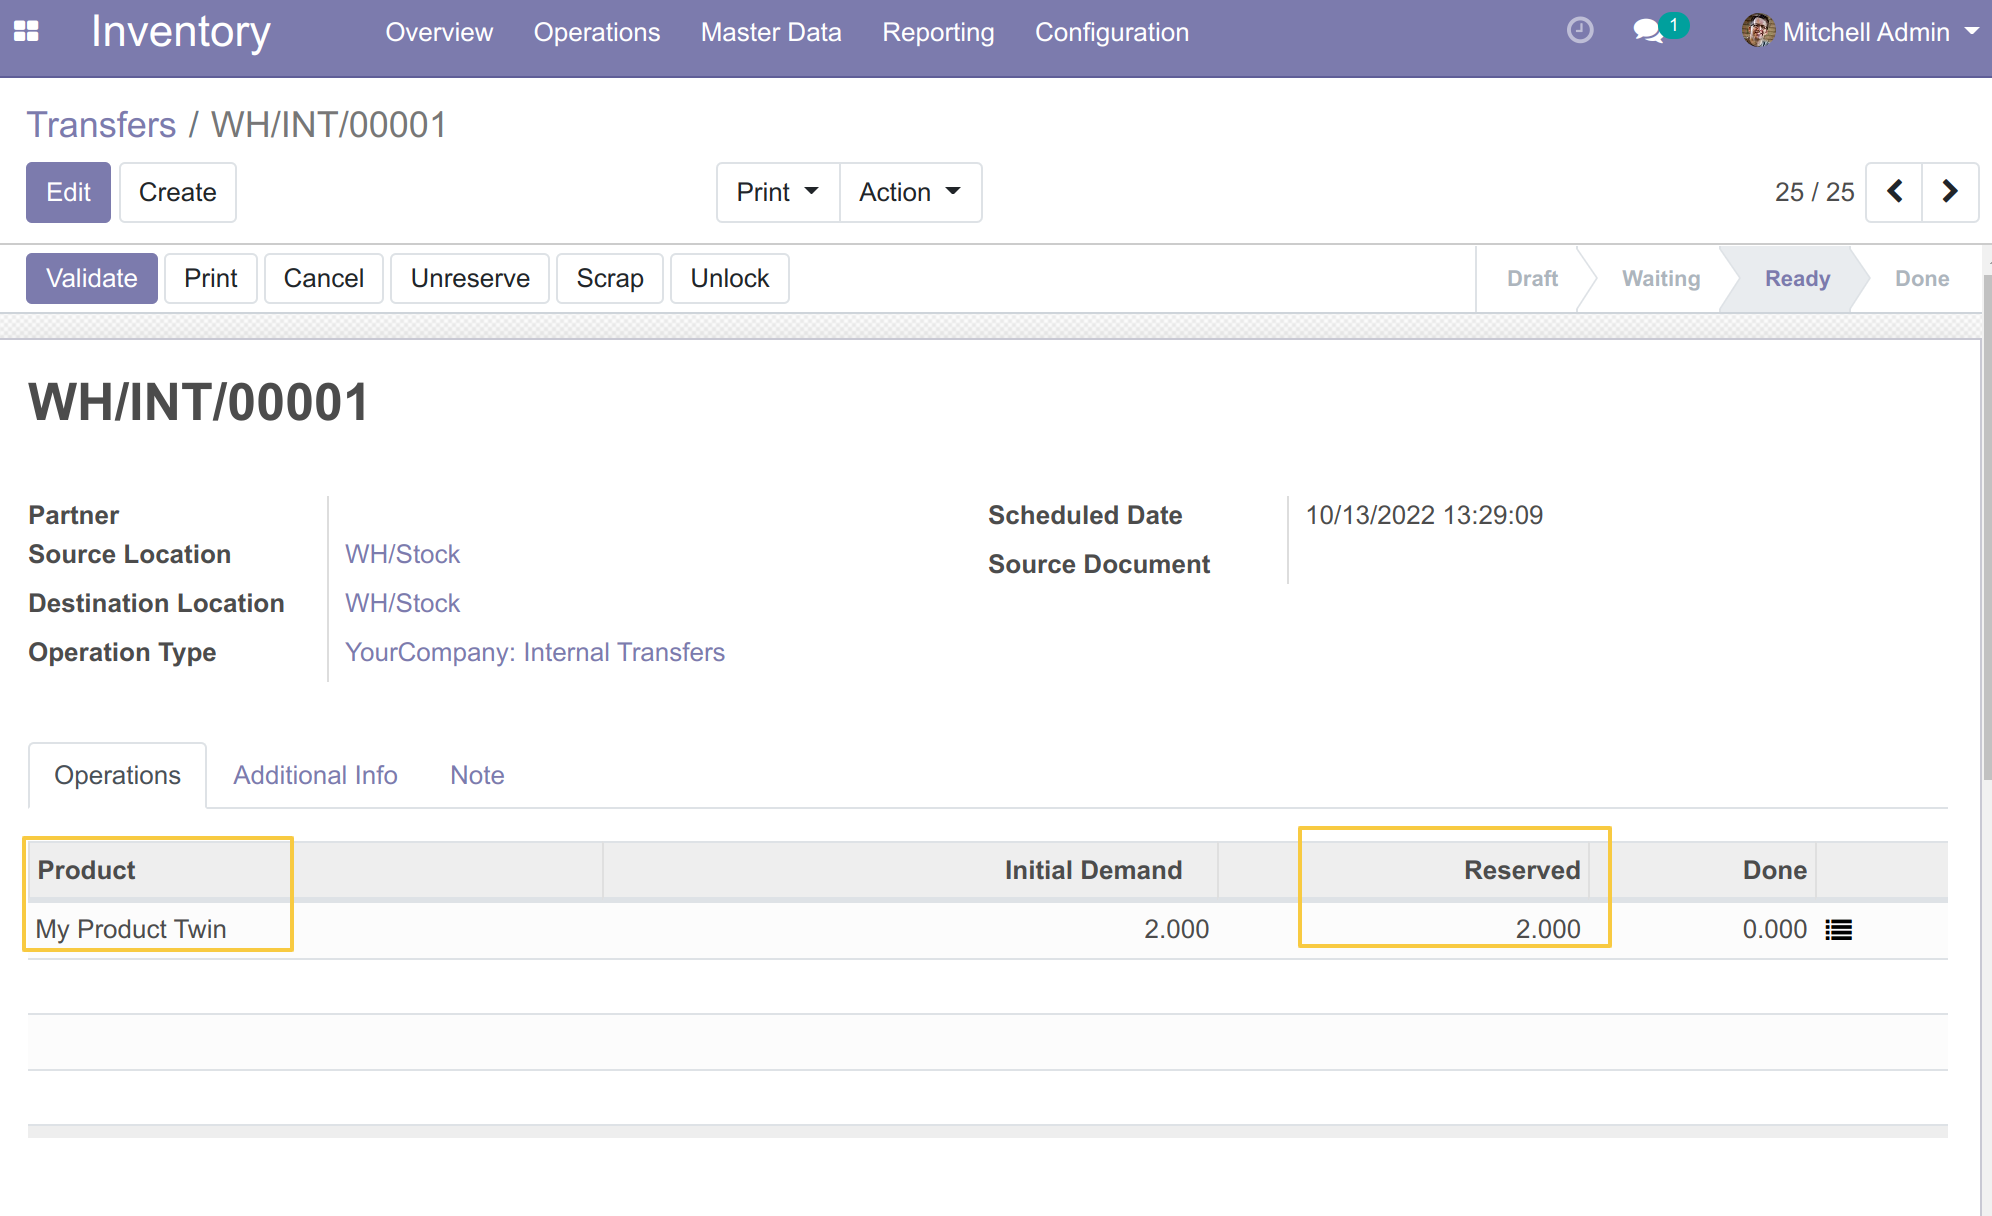 Inventory Overview Operations Master Data Reporting Configuration 1 Mitchell Admin
Transfers / WH/INT/00001
Edit Create Print Action 25 / 25
Validate Print Cancel Unreserve Scrap Unlock Draft Waiting Ready Done
WH/INT/00001
Partner Scheduled Date 10/13/2022 13:29:09
Source Location WH/Stock Source Document
Destination Location WH/Stock
Operation Type YourCompany: Internal Transfers
Operations Additional Info Note
Product Initial Demand Reserved Done
My Product Twin 2.000 2.000 0.000